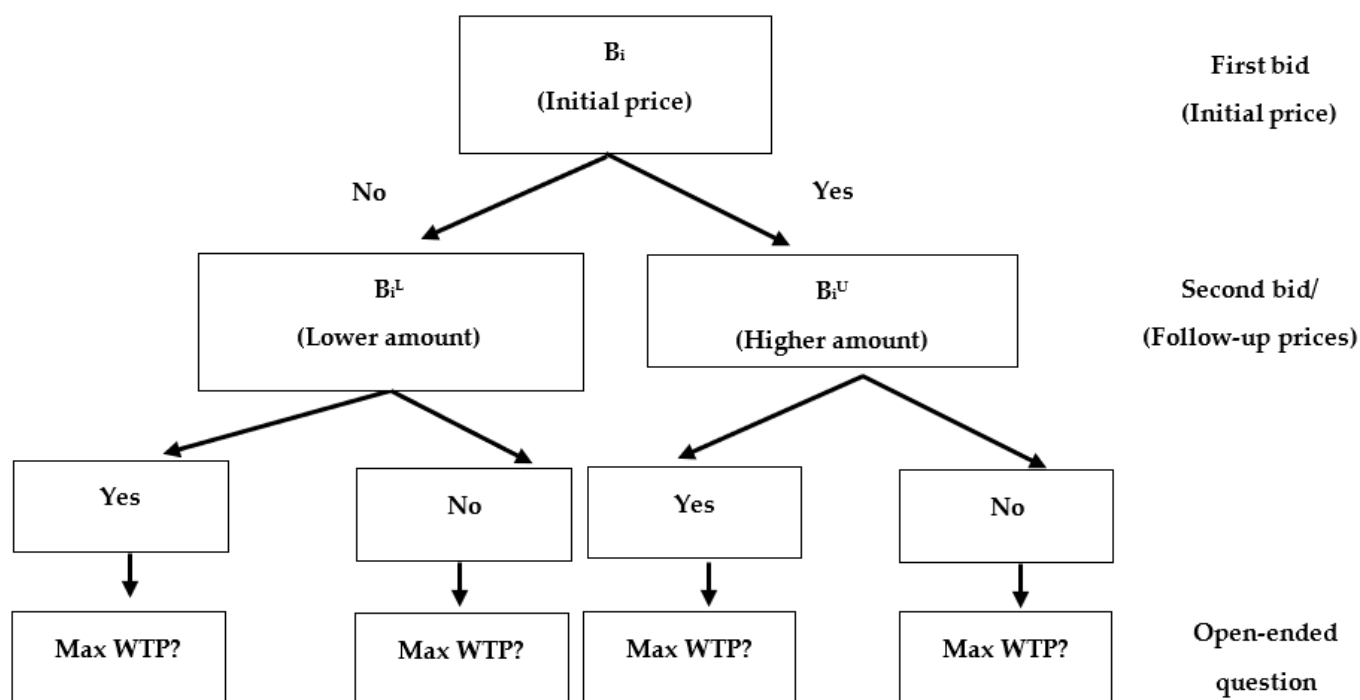 Bᵢ
(Initial price)
First bid
(Initial price)
No
Yes
Bᵢᴸ
(Lower amount)
Bᵢᵁ
(Higher amount)
Second bid/
(Follow-up prices)
Yes
No
Yes
No
Max WTP?
Max WTP?
Max WTP?
Max WTP?
Open-ended
question